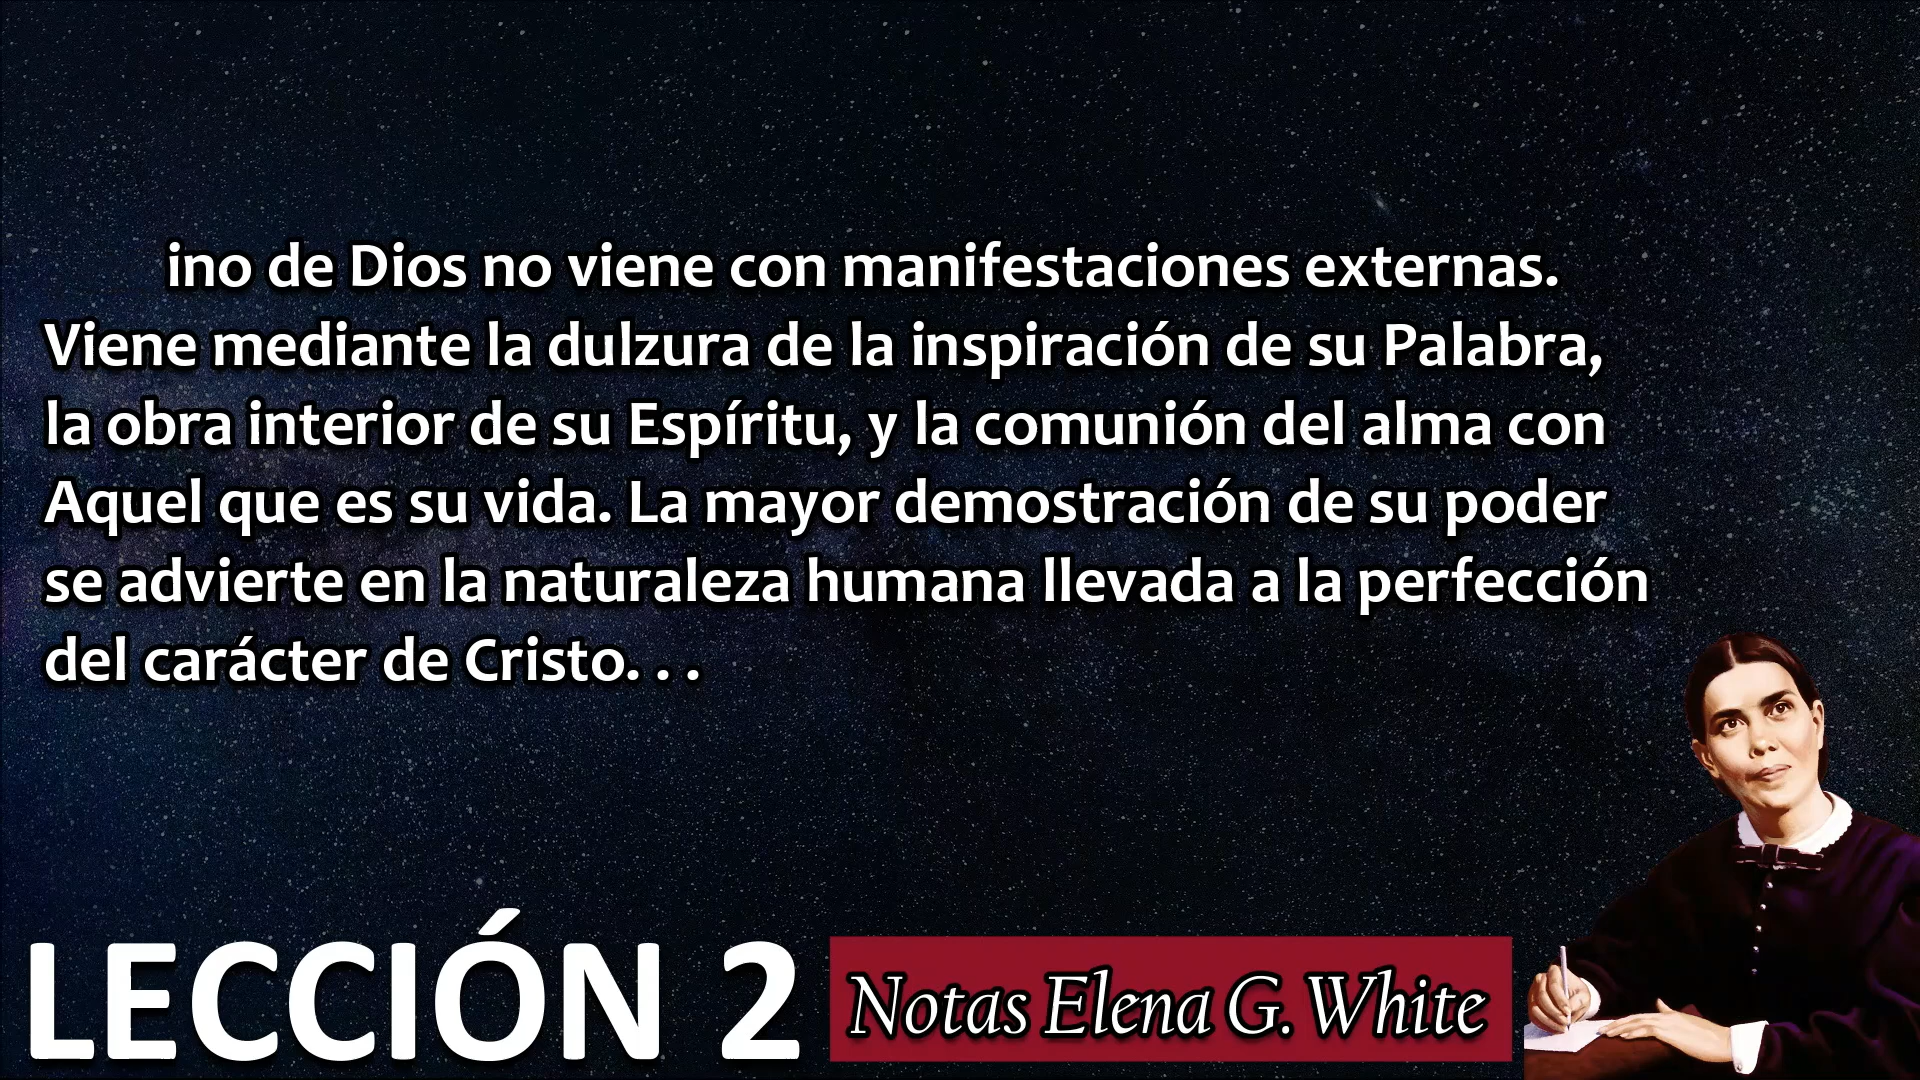 ino de Dios no viene con manifestaciones externas.
Viene mediante la dulzura de la inspiración de su Palabra,
la obra interior de su Espíritu, y la comunión del alma con
Aquel que es su vida. La mayor demostración de su poder
se advierte en la naturaleza humana llevada a la perfección
del carácter de Cristo. . .
LECCIÓN 2
Notas Elena G. White